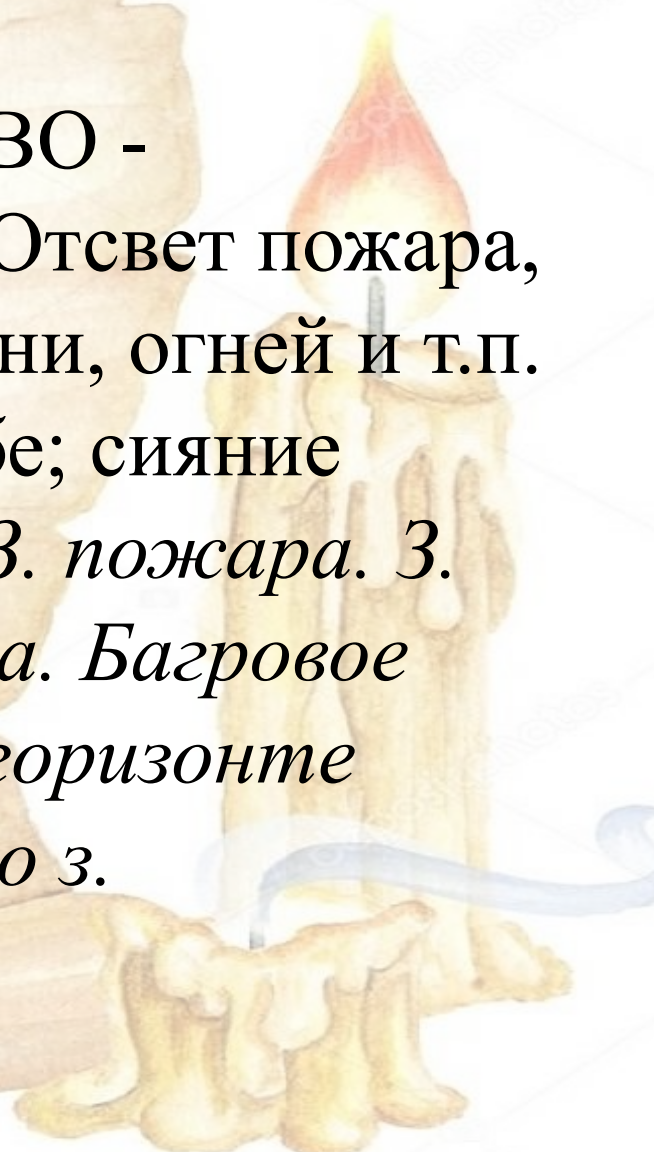 ВО -
Отсвет пожара,
ни, огней и т.п.
бе; сияние
З. пожара. З.
а. Багровое
горизонте
о з.